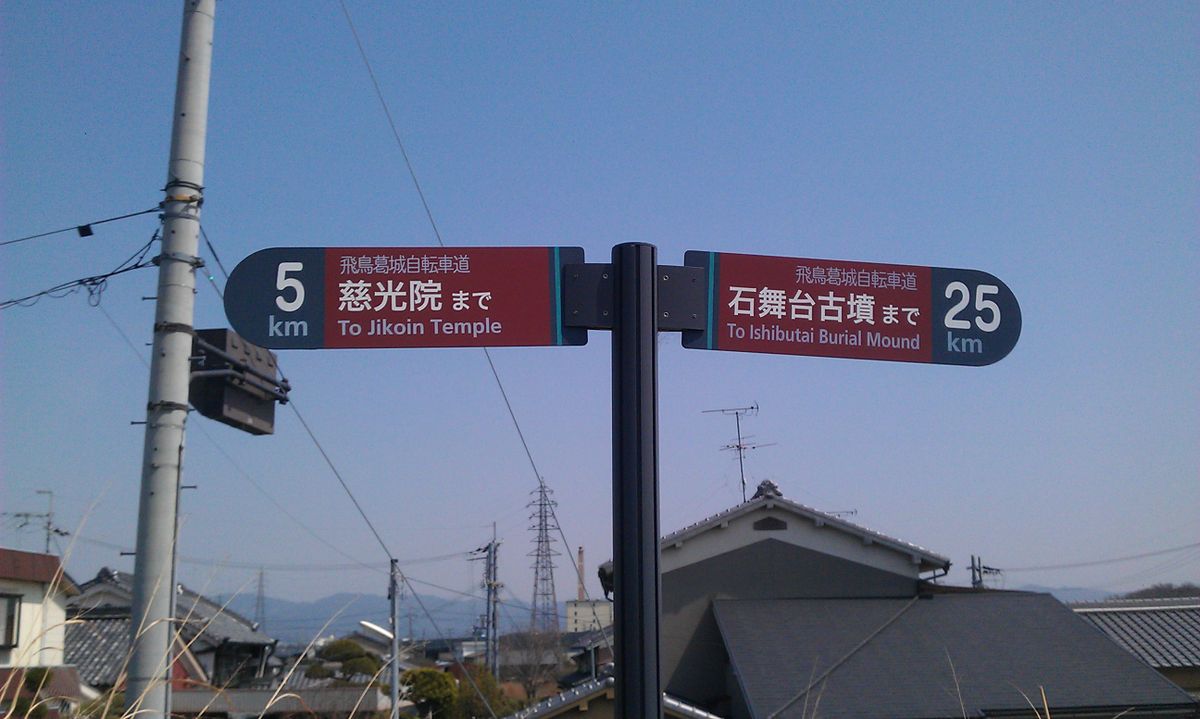 5
km
飛鳥葛城自転車道
慈光院 まで
To Jikoin Temple
飛鳥葛城自転車道
石舞台古墳 まで
To Ishibutai Burial Mound
25
km